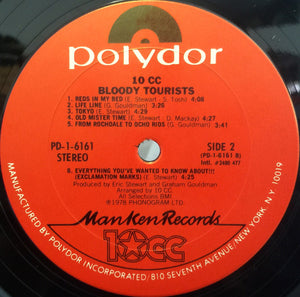 polydor
10 CC
BLOODY TOURISTS
1. REDS IN MY BED (E. Stewart - S. Tosh) 4:08
2. LIFE LINE (G. Gouldman) 3:28
3. TOKYO (E. Stewart) 4:29
4. OLD MISTER TIME (E. Stewart - D. Mackay) 4:27
5. FROM ROCHDALE TO OCHO RIOS (G. Gouldman) 3:41
PD-1-6161
STEREO
SIDE 2
(PD-1-6161 B)
Intl. #2480 477
6. EVERYTHING YOU'VE WANTED TO KNOW ABOUT!!!
(EXCLAMATION MARKS) (E. Stewart) 4:25
Produced by Eric Stewart and Graham Gouldman
Arranged by 10 CC
All Selections BMI
℗1978 PHONOGRAM LTD.
ManKen Records
10cc
MANUFACTURED BY POLYDOR INCORPORATED/810 SEVENTH AVENUE/NEW YORK, N.Y. 10019